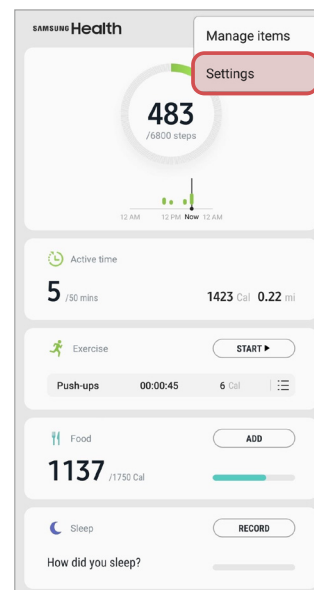 SAMSUNG Health
Manage items
Settings
483
/6800 steps
12 AM 12 PM Now 12 AM
Active time
5 /50 mins 1423 Cal 0.22 mi
Exercise START
Push-ups 00:00:45 6 Cal
Food ADD
1137 /1750 Cal
Sleep RECORD
How did you sleep?